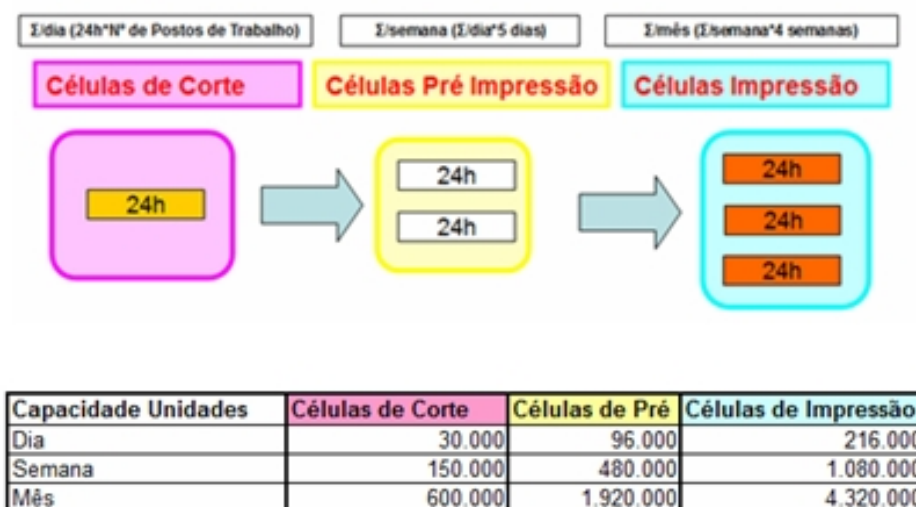 Σ/dia (24h*Nº de Postos de Trabalho) Σ/semana (Σ/dia*5 dias) Σ/mês (Σ/semana*4 semanas)
Células de Corte Células Pré Impressão Células Impressão
24h
24h
24h
24h
24h
24h
Capacidade Unidades Células de Corte Células de Pré Células de Impressão
Dia 30.000 96.000 216.000
Semana 150.000 480.000 1.080.000
Mês 600.000 1.920.000 4.320.000